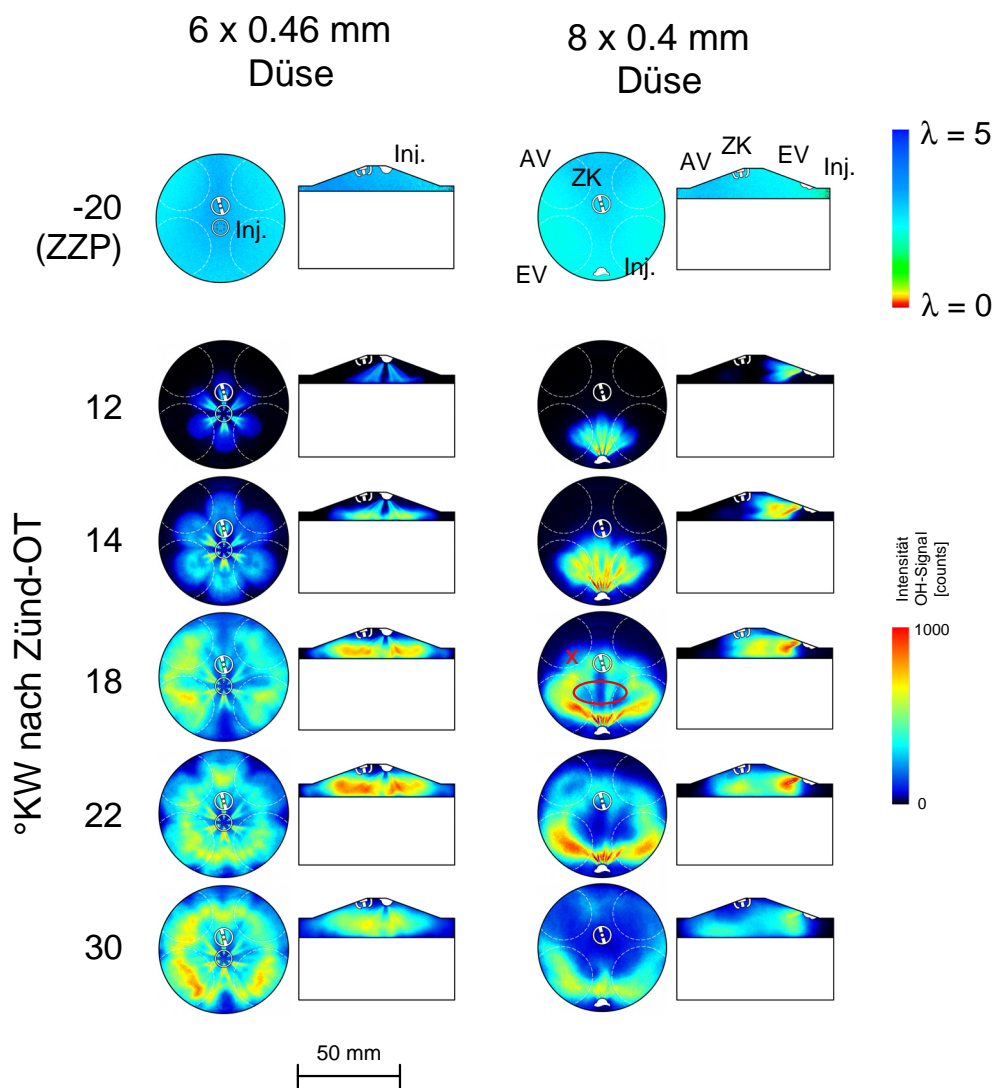 6 x 0.46 mm
Düse
8 x 0.4 mm
Düse
-20
(ZZP)
Inj.
Inj.
AV
ZK
EV
Inj.
AV
ZK
EV
Inj.
λ = 5
λ = 0
°KW nach Zünd-OT
12
14
18
x
22
30
Intensität
OH-Signal
[counts]
1000
0
50 mm